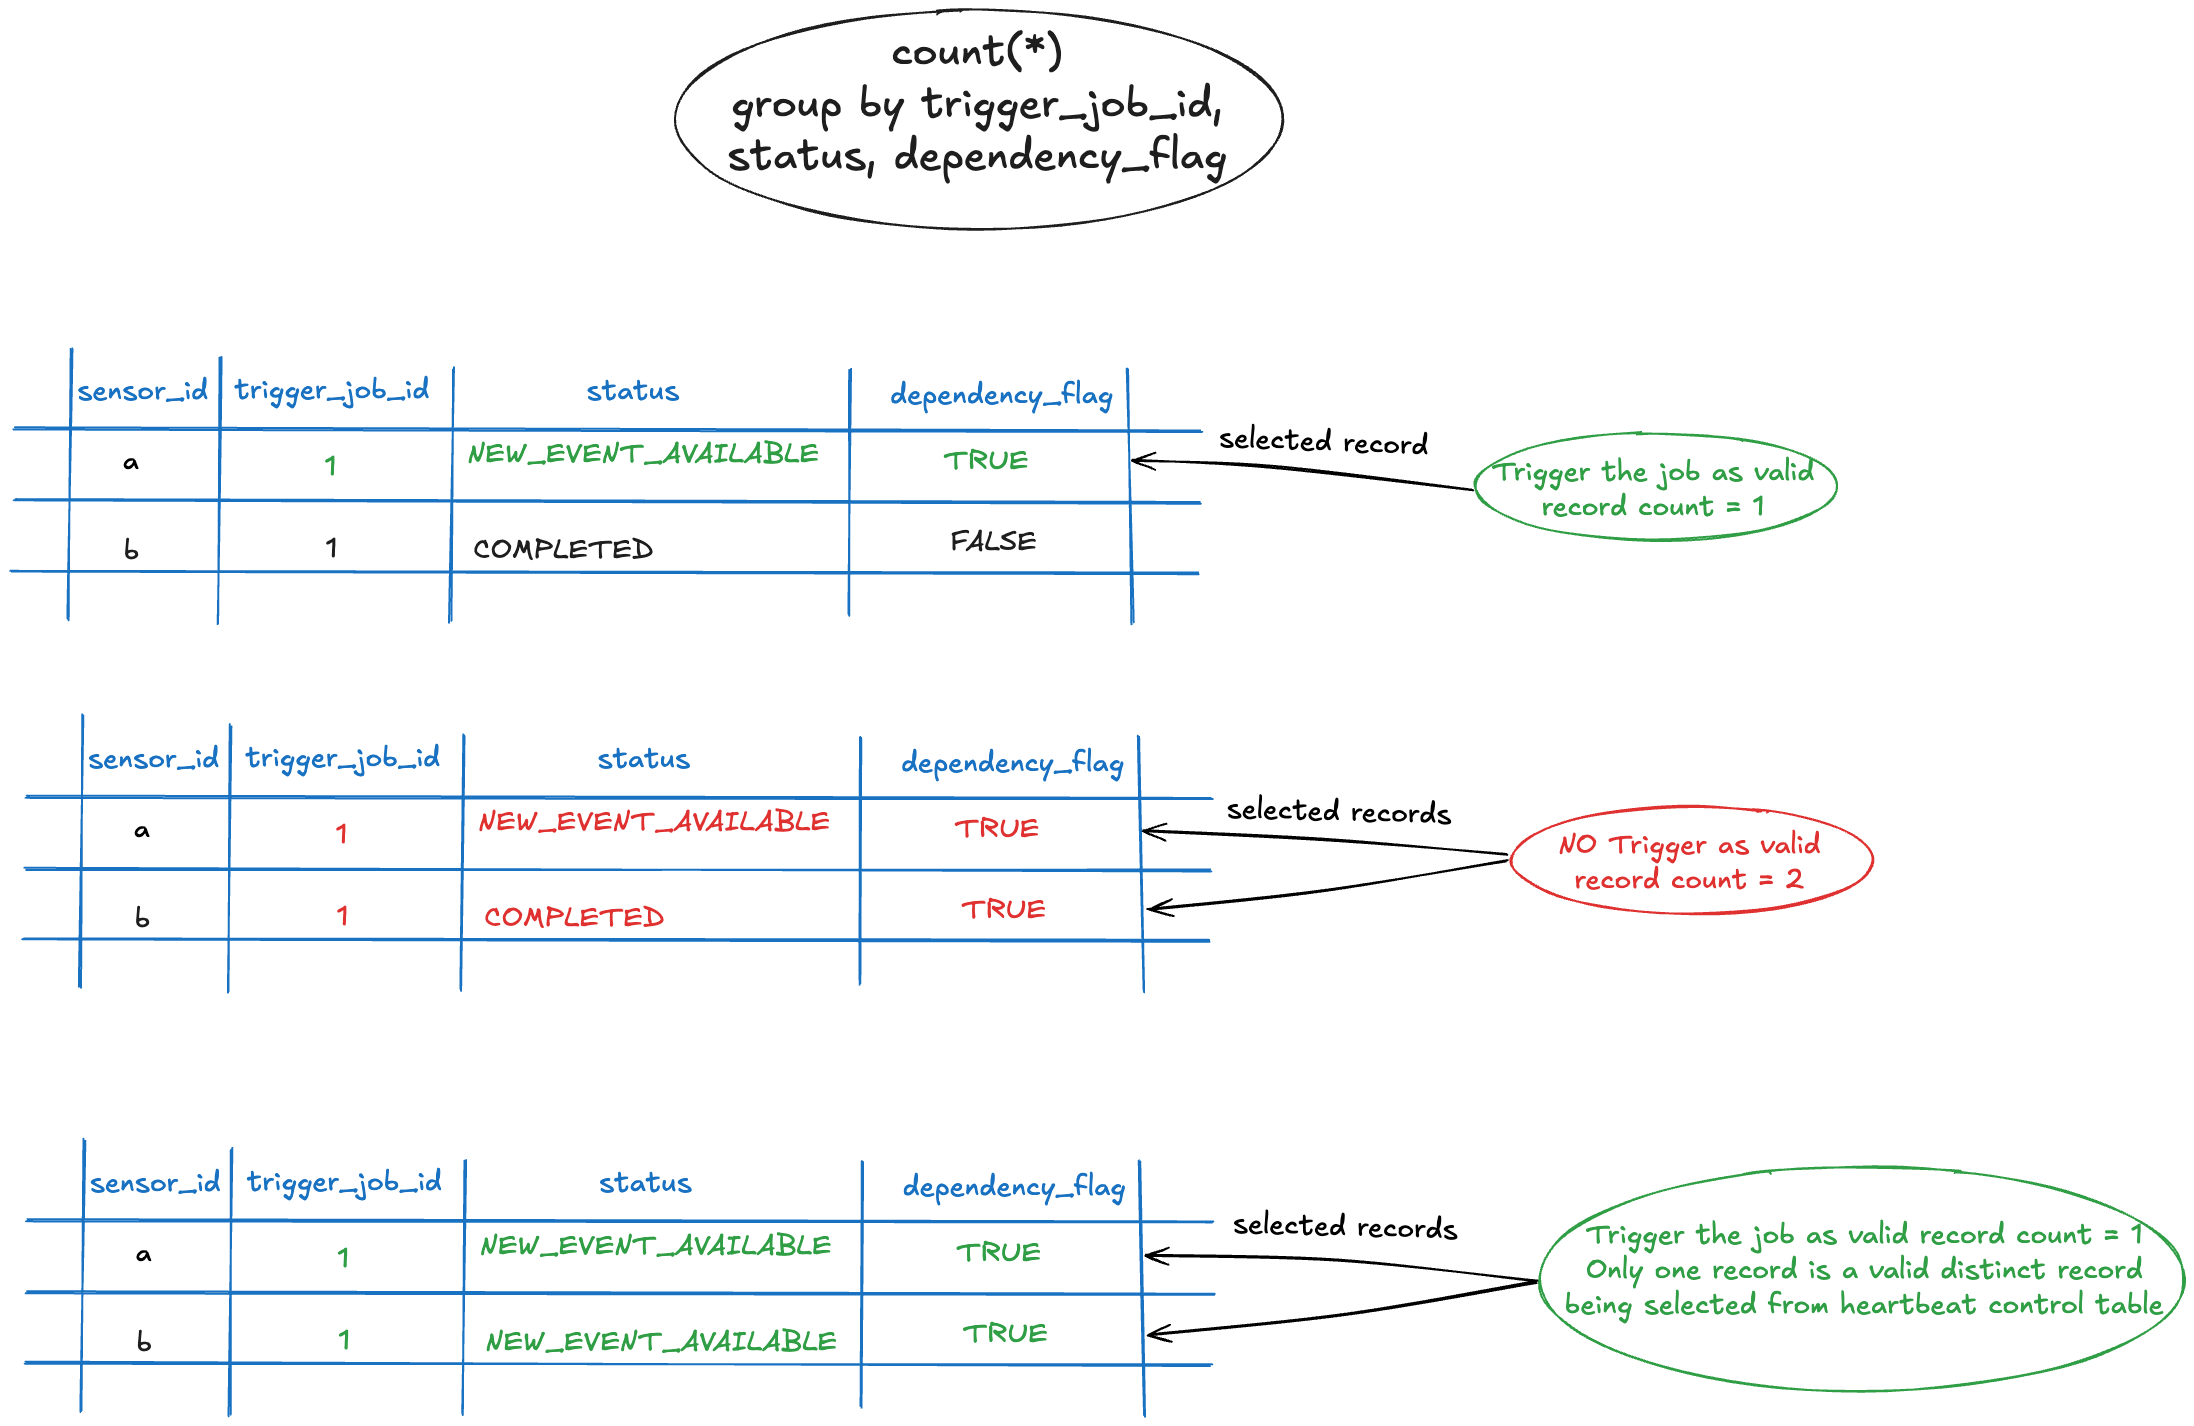 count(*)
group by trigger_job_id,
status, dependency_flag
sensor_id trigger_job_id status dependency_flag
a 1 NEW_EVENT_AVAILABLE TRUE
b 1 COMPLETED FALSE
selected record
Trigger the job as valid
record count = 1
sensor_id trigger_job_id status dependency_flag
a 1 NEW_EVENT_AVAILABLE TRUE
b 1 COMPLETED TRUE
selected records
NO Trigger as valid
record count = 2
sensor_id trigger_job_id status dependency_flag
a 1 NEW_EVENT_AVAILABLE TRUE
b 1 NEW_EVENT_AVAILABLE TRUE
selected records
Trigger the job as valid record count = 1
Only one record is a valid distinct record
being selected from heartbeat control table